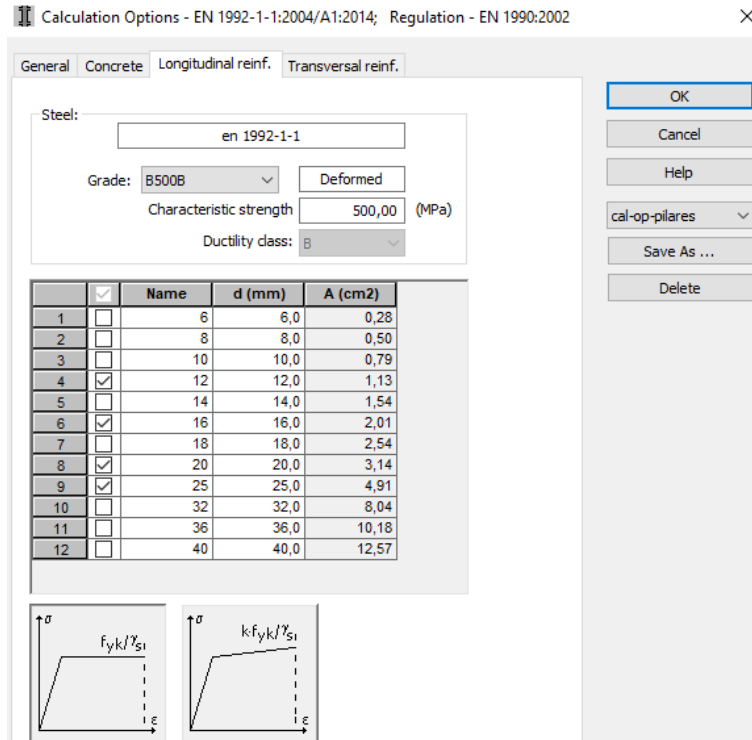 Calculation Options - EN 1992-1-1:2004/A1:2014; Regulation - EN 1990:2002
General Concrete Longitudinal reinf. Transversal reinf.
Steel:
en 1992-1-1
Grade: B500B Deformed
Characteristic strength 500,00 (MPa)
Ductility class: B
OK
Cancel
Help
cal-op-pilares
Save As ...
Delete
Name d (mm) A (cm2)
1 6 6,0 0,28
2 8 8,0 0,50
3 10 10,0 0,79
4 12 12,0 1,13
5 14 14,0 1,54
6 16 16,0 2,01
7 18 18,0 2,54
8 20 20,0 3,14
9 25 25,0 4,91
10 32 32,0 8,04
11 36 36,0 10,18
12 40 40,0 12,57
σ fyk/γs ε
σ k·fyk/γs ε